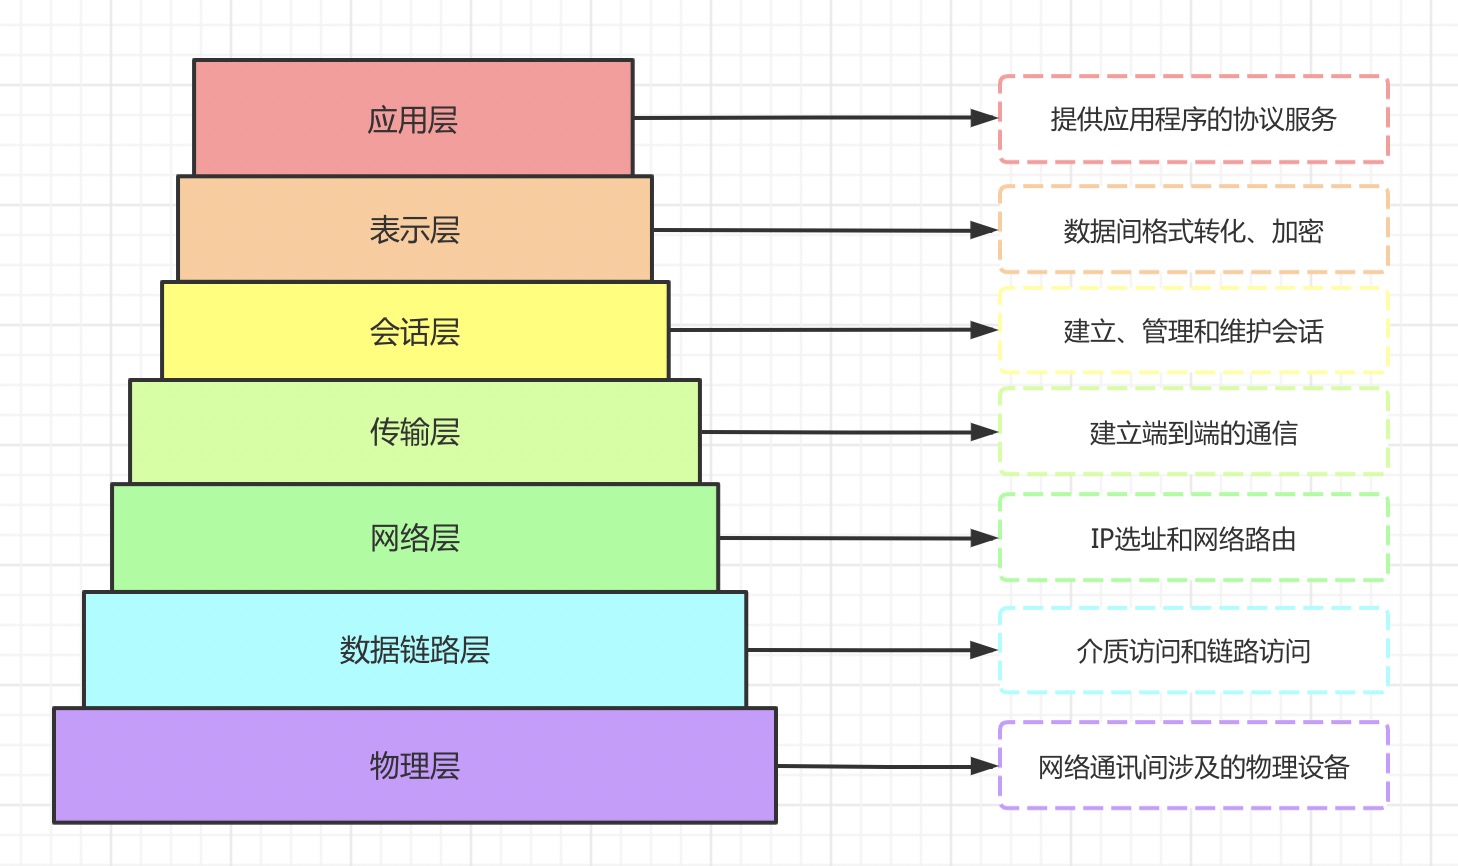 应用层
提供应用程序的协议服务
表示层
数据间格式转化、加密
会话层
建立、管理和维护会话
传输层
建立端到端的通信
网络层
IP选址和网络路由
数据链路层
介质访问和链路访问
物理层
网络通讯间涉及的物理设备